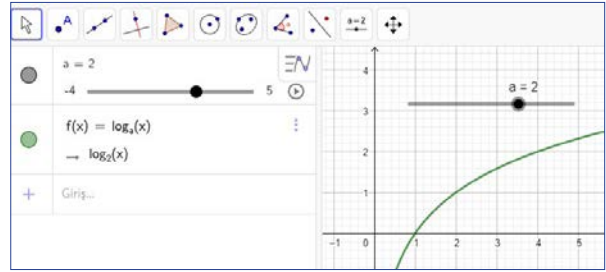 a=2
a = 2
-4 5
f(x) = logₐ(x)
→ log₂(x)
+ Giriş...
a = 2
4
3
2
1
-1 0 1 2 3 4 5